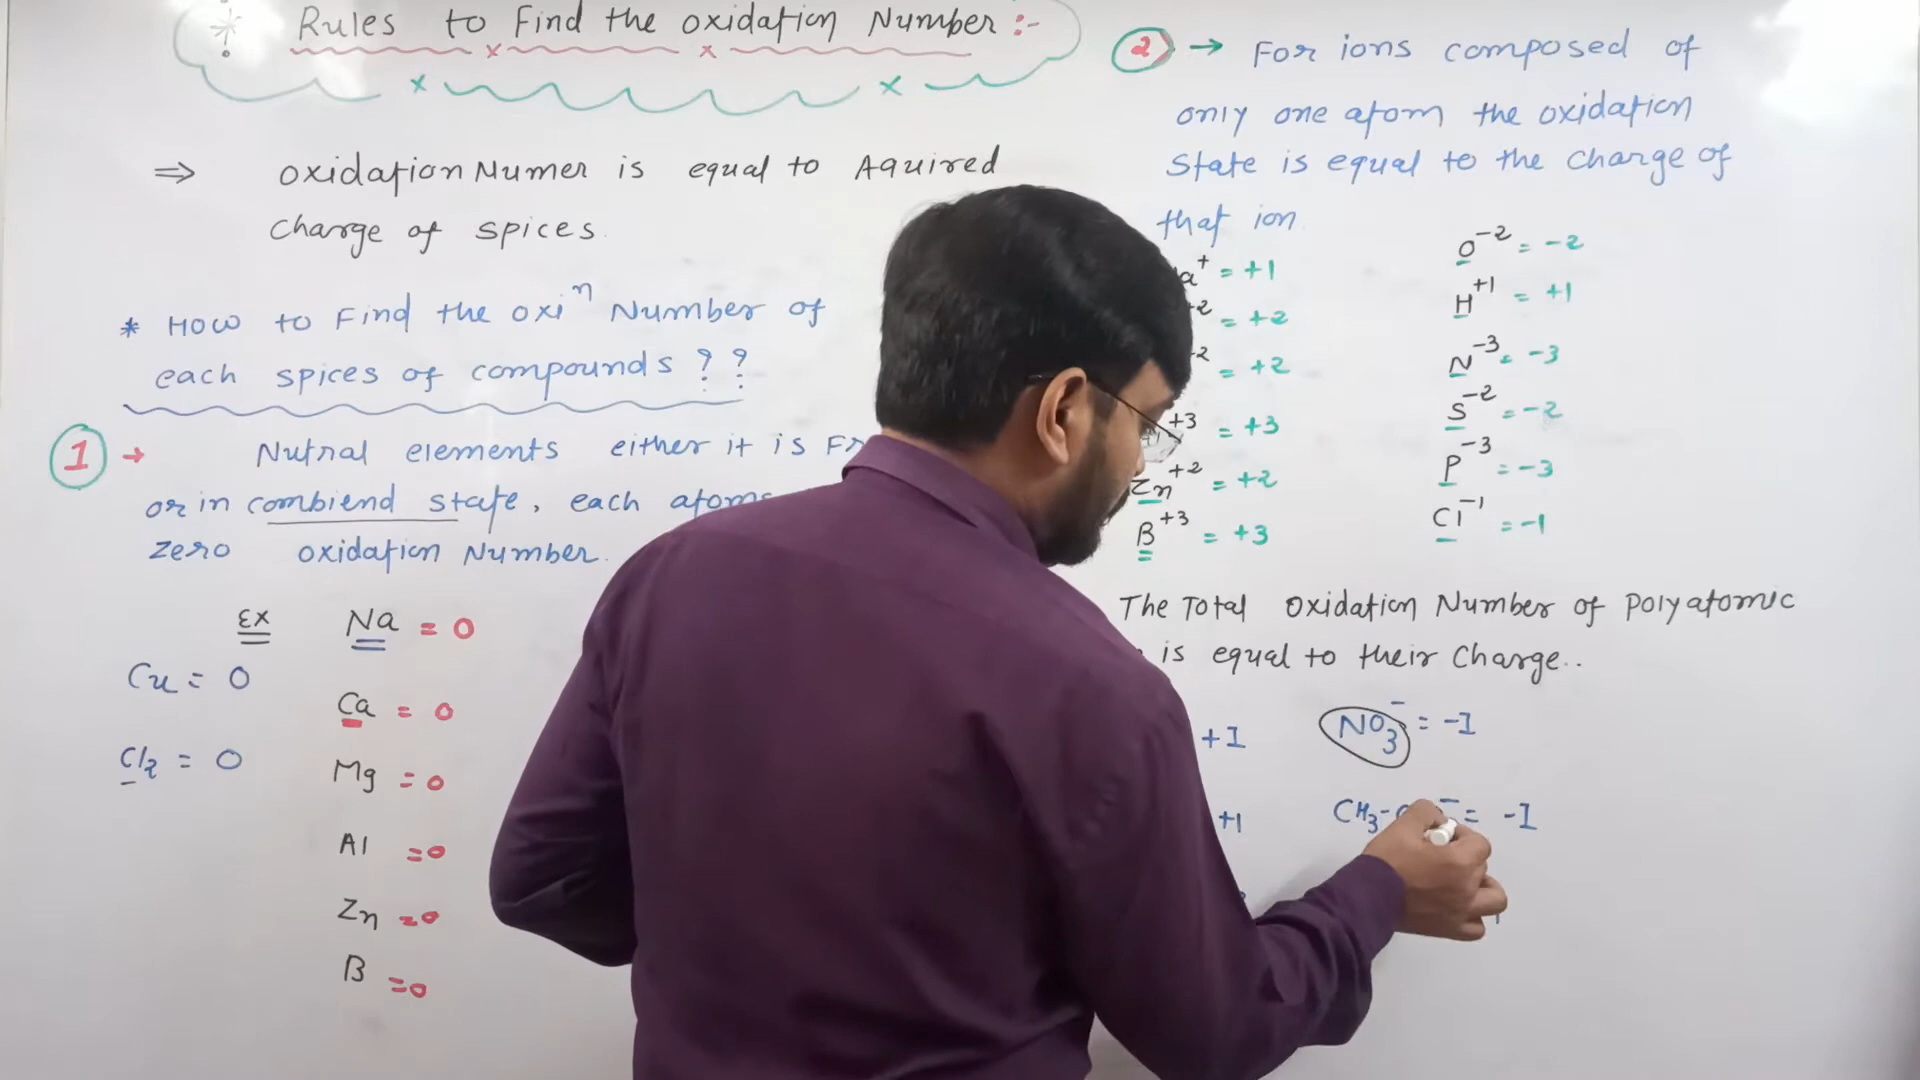 Rules to Find the oxidation Number :-
⇒ oxidation Numer is equal to Aquired
charge of spices.
* How to Find the oxiⁿ Number of
each spices of compounds ??
1 → Nutral elements either it is
or in combiend state, each atoms
zero oxidation Number.
Ex Na = 0
Cu = 0
Ca = 0
Cl₂ = 0
Mg = 0
Al = 0
Zn = 0
B = 0
2 → For ions composed of
only one atom the oxidation
State is equal to the charge of
that ion.
+ = +1
= +2
= +2
+3 = +3
Zn⁺² = +2
B⁺³ = +3
O⁻² = -2
H⁺¹ = +1
N⁻³ = -3
S⁻² = -2
P⁻³ = -3
Cl⁻¹ = -1
The Total Oxidation Number of Polyatomic
is equal to their charge..
+1
NO₃⁻ = -1
+1
CH₃- ⁻ = -1